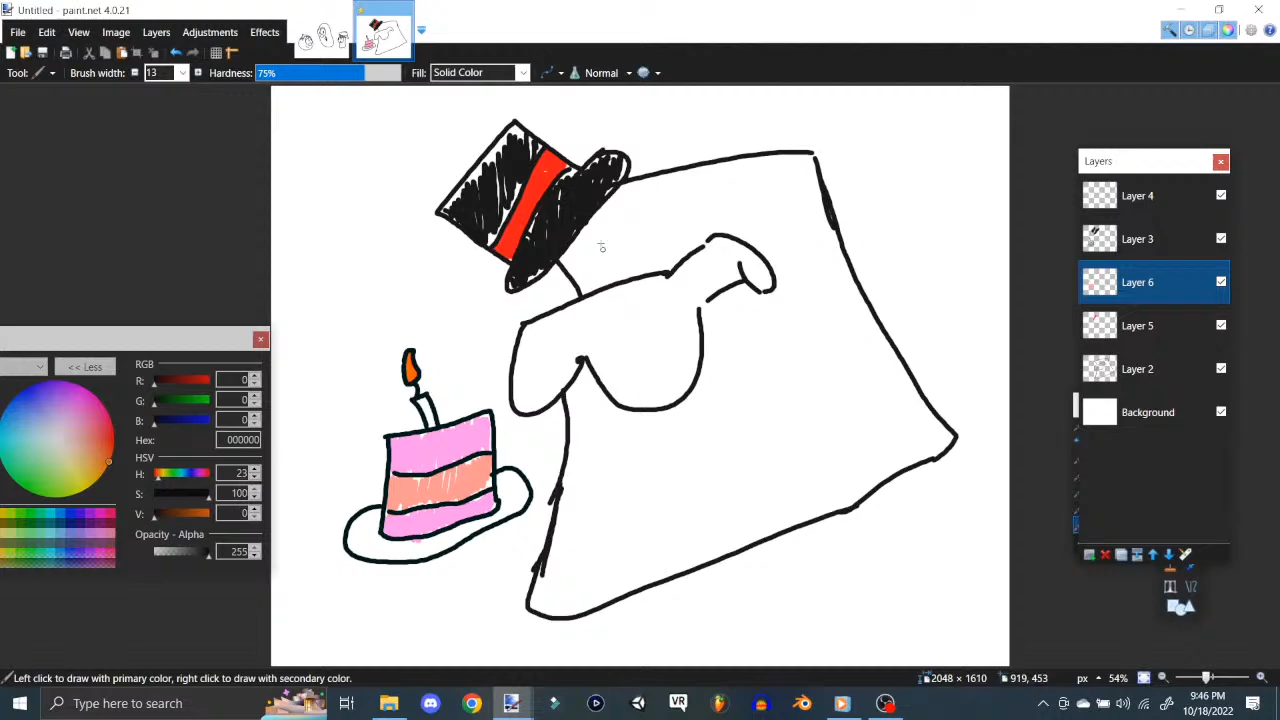 Untitled - paint.net 4.0.21
File Edit View Image Layers Adjustments Effects
Tool: Brush width: 13 Hardness: 75% Fill: Solid Color Normal
Layers
Layer 4
Layer 3
Layer 6
Layer 5
Layer 2
Background
<< Less
RGB
R: 0
G: 0
B: 0
Hex: 000000
HSV
H: 23
S: 100
V: 0
Opacity - Alpha
255
Left click to draw with primary color, right click to draw with secondary color.
2048 × 1610 919, 453 px 54%
Type here to search
VR
9:46 PM
10/18/2022